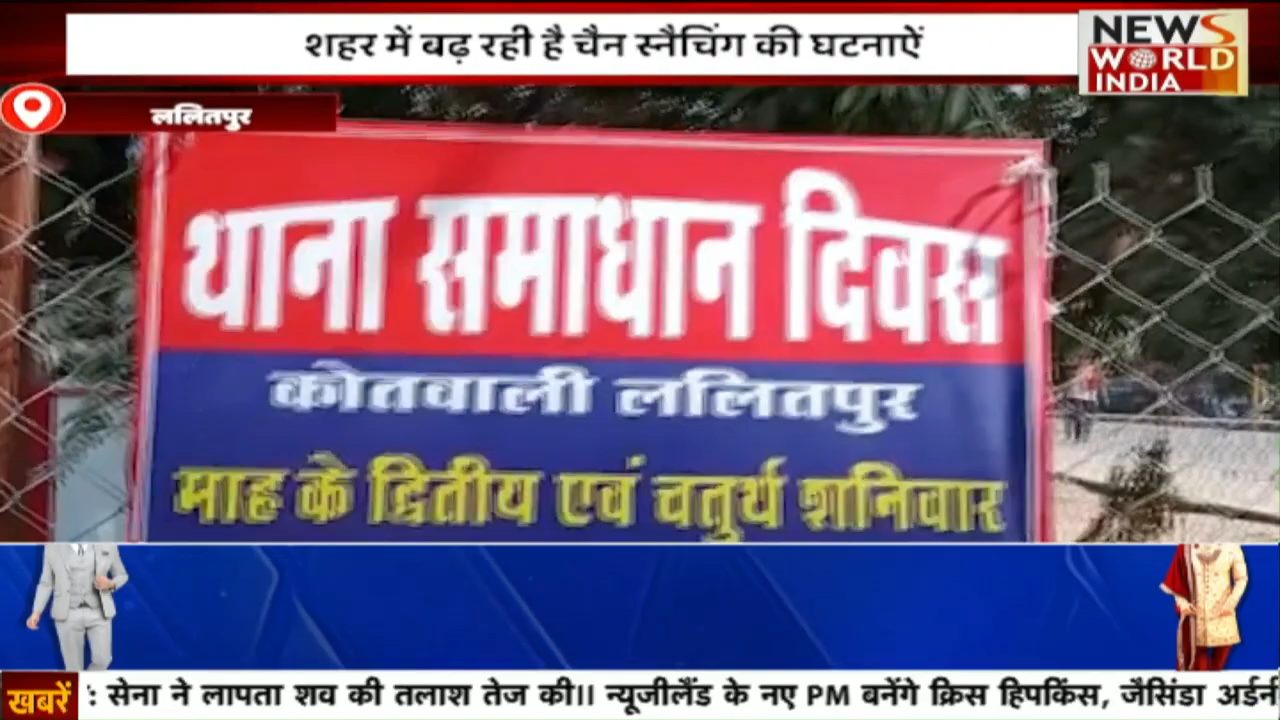 शहर में बढ़ रही है चैन स्नैचिंग की घटनाऐं
NEWS
WORLD
INDIA
ललितपुर
थाना समाधान दिवस
कोतवाली ललितपुर
माह के द्वितीय एवं चतुर्थ शनिवार
खबरें : सेना ने लापता शव की तलाश तेज की।। न्यूजीलैंड के नए PM बनेंगे क्रिस हिपकिंस, जैसिंडा अर्डर्न